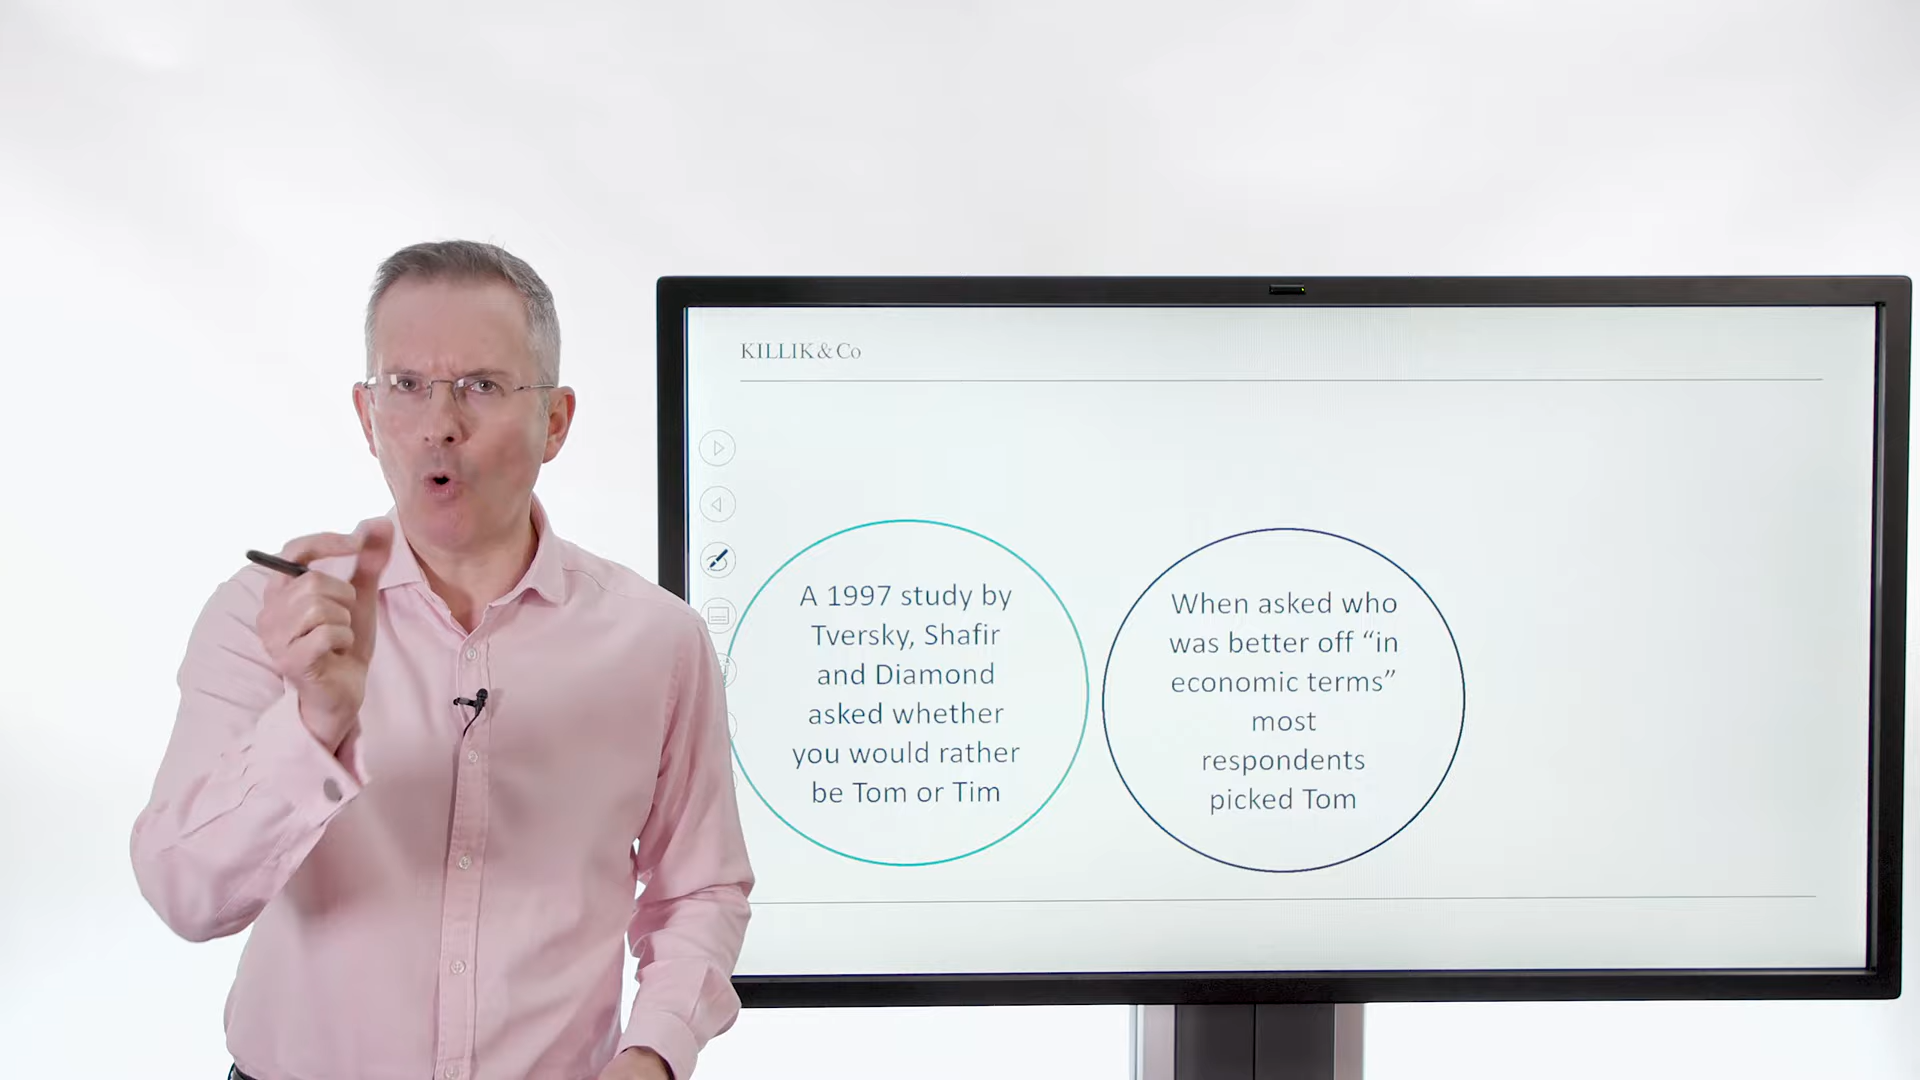 KILLIK & Co
A 1997 study by
Tversky, Shafir
and Diamond
asked whether
you would rather
be Tom or Tim
When asked who
was better off “in
economic terms”
most
respondents
picked Tom